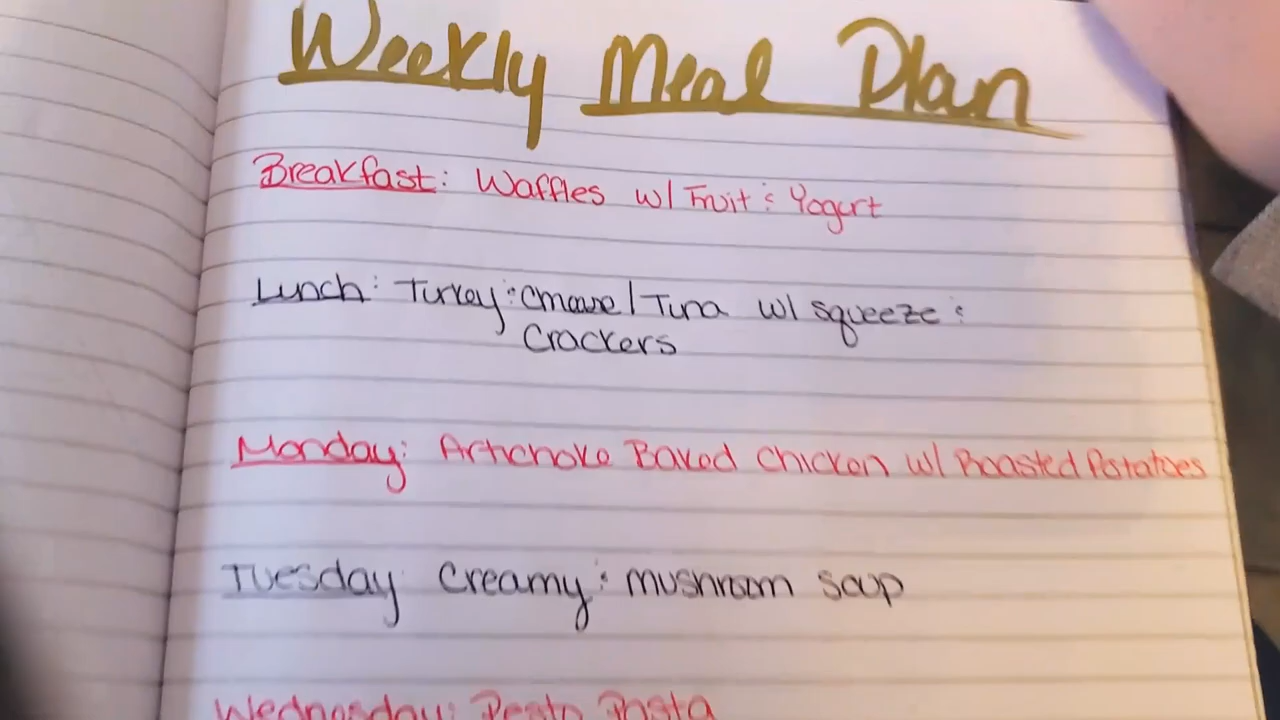 Weekly Meal Plan
Breakfast: Waffles w/ Fruit & Yogurt
Lunch: Turkey & / Tuna w/ squeeze &
Crackers
Monday: Artichoke Baked Chicken w/ Roasted Potatoes
Tuesday Creamy & mushroom soup
Wednesday: Pesto Pasta